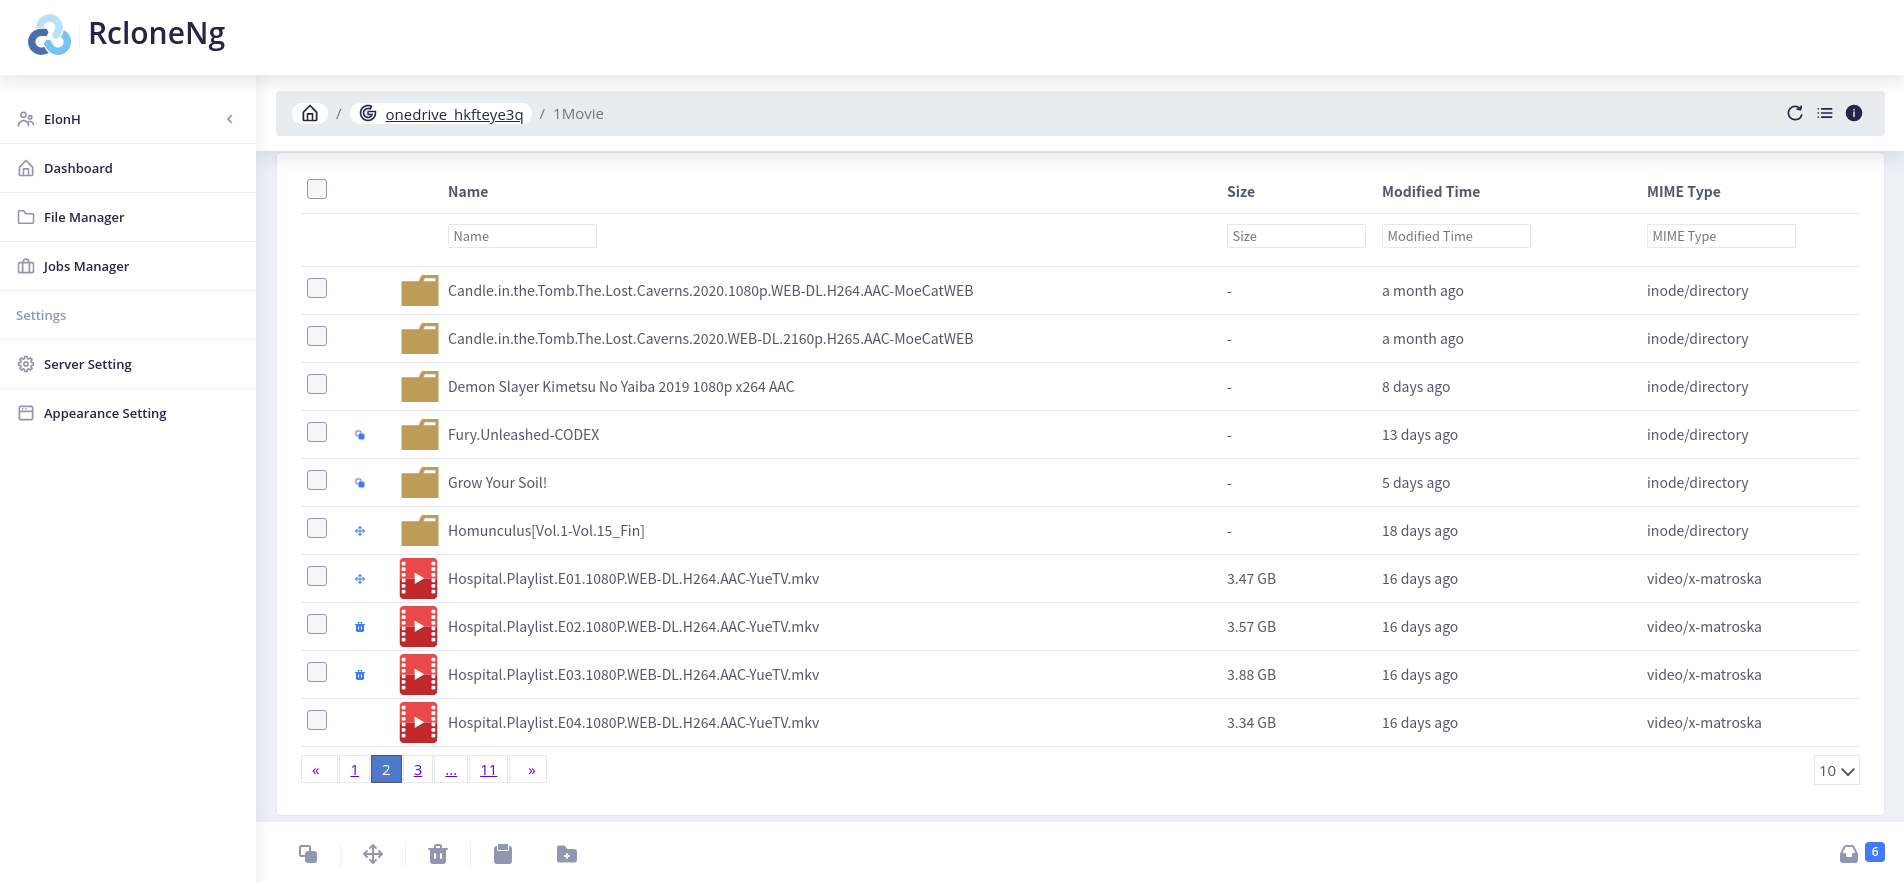 RcloneNg
ElonH
Dashboard
File Manager
Jobs Manager
Settings
Server Setting
Appearance Setting
/ onedrive_hkfteye3q / 1Movie
Name Size Modified Time MIME Type
Name Size Modified Time MIME Type
Candle.in.the.Tomb.The.Lost.Caverns.2020.1080p.WEB-DL.H264.AAC-MoeCatWEB - a month ago inode/directory
Candle.in.the.Tomb.The.Lost.Caverns.2020.WEB-DL.2160p.H265.AAC-MoeCatWEB - a month ago inode/directory
Demon Slayer Kimetsu No Yaiba 2019 1080p x264 AAC - 8 days ago inode/directory
Fury.Unleashed-CODEX - 13 days ago inode/directory
Grow Your Soil! - 5 days ago inode/directory
Homunculus[Vol.1-Vol.15_Fin] - 18 days ago inode/directory
Hospital.Playlist.E01.1080P.WEB-DL.H264.AAC-YueTV.mkv 3.47 GB 16 days ago video/x-matroska
Hospital.Playlist.E02.1080P.WEB-DL.H264.AAC-YueTV.mkv 3.57 GB 16 days ago video/x-matroska
Hospital.Playlist.E03.1080P.WEB-DL.H264.AAC-YueTV.mkv 3.88 GB 16 days ago video/x-matroska
Hospital.Playlist.E04.1080P.WEB-DL.H264.AAC-YueTV.mkv 3.34 GB 16 days ago video/x-matroska
« 1 2 3 ... 11 » 10
6